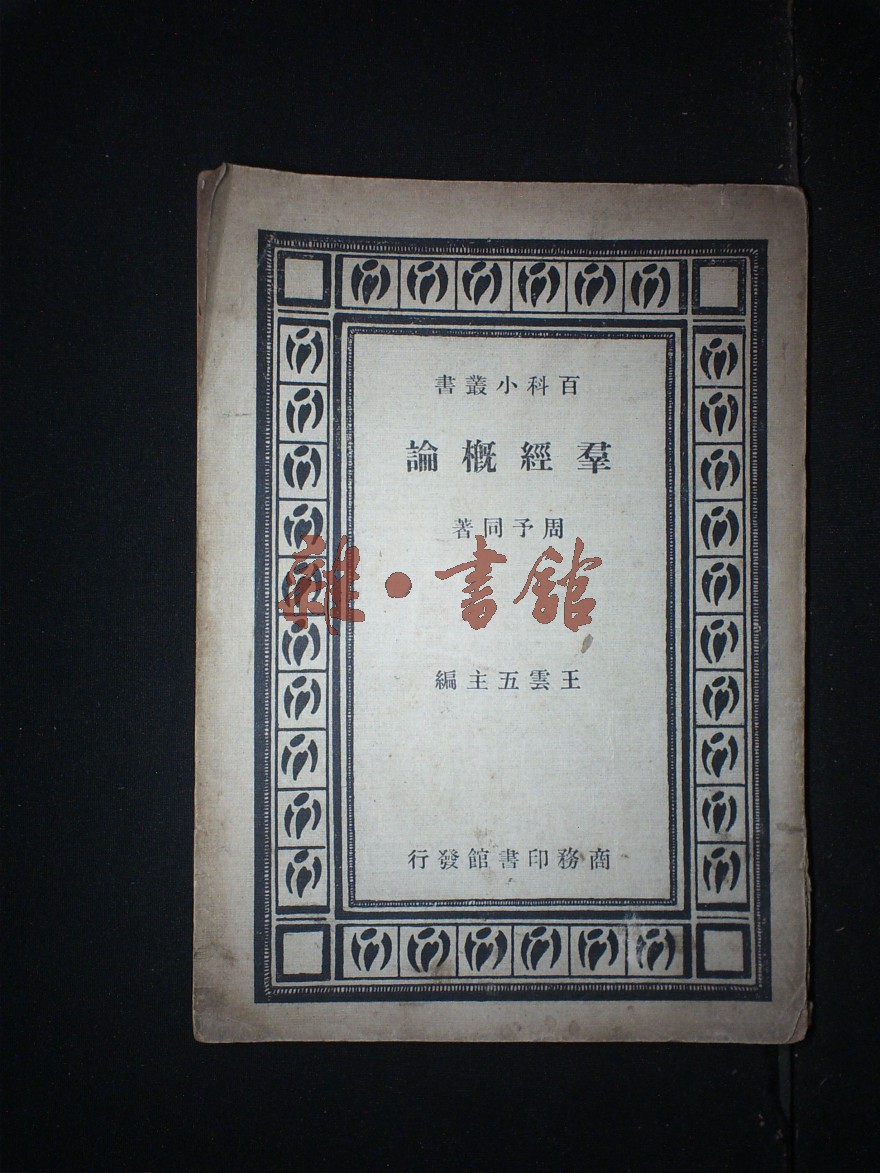 百科小叢書
羣經概論
周予同著
雜·書館
王雲五主編
商務印書館發行